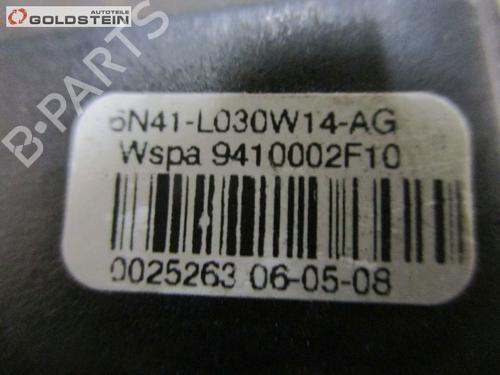 AUTOTEILE
GOLDSTEIN
B-PARTS
6N41-L030W14-AG
Wspa 9410002F10
0025263 06-05-08